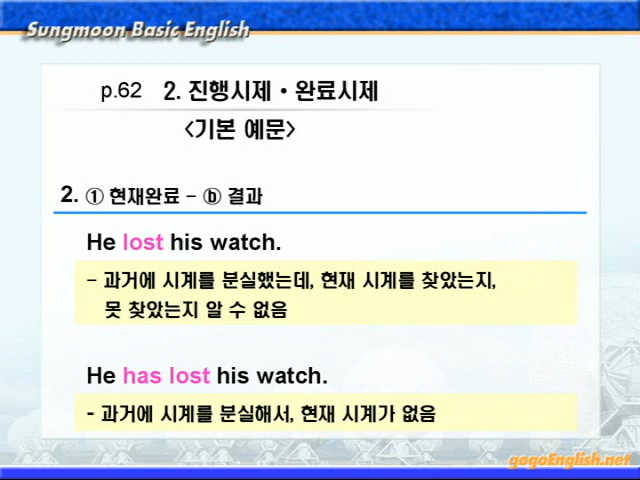 Sungmoon Basic English
p.62 2. 진행시제 • 완료시제
<기본 예문>
2. ① 현재완료 – ⓑ 결과
He lost his watch.
– 과거에 시계를 분실했는데, 현재 시계를 찾았는지,
못 찾았는지 알 수 없음
He has lost his watch.
- 과거에 시계를 분실해서, 현재 시계가 없음
gogoEnglish.net